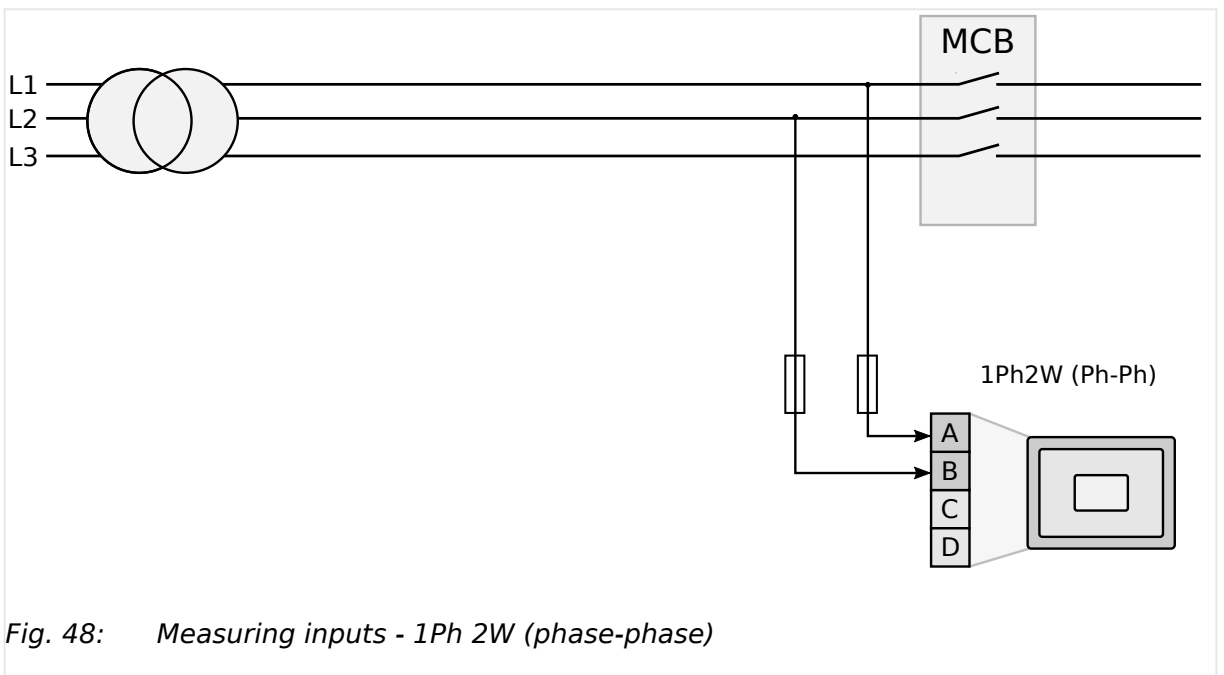 MCB
L1
L2
L3
1Ph2W (Ph-Ph)
A
B
C
D
Fig. 48: Measuring inputs - 1Ph 2W (phase-phase)